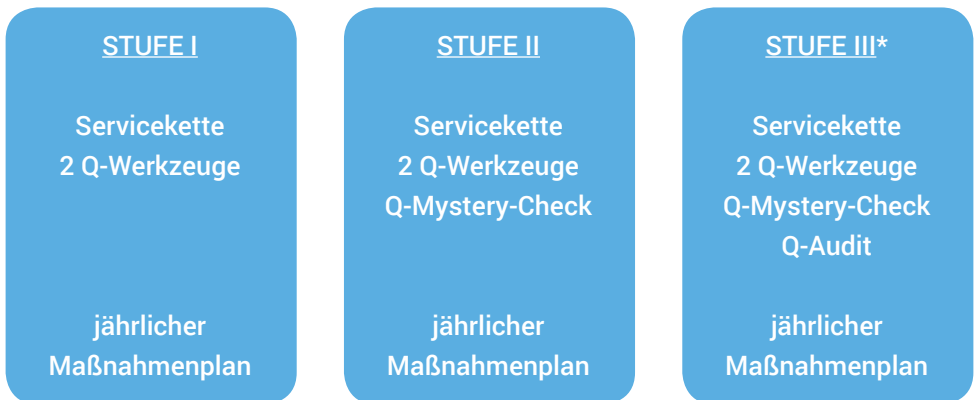 STUFE I
Servicekette
2 Q-Werkzeuge
jährlicher
Maßnahmenplan
STUFE II
Servicekette
2 Q-Werkzeuge
Q-Mystery-Check
jährlicher
Maßnahmenplan
STUFE III*
Servicekette
2 Q-Werkzeuge
Q-Mystery-Check
Q-Audit
jährlicher
Maßnahmenplan